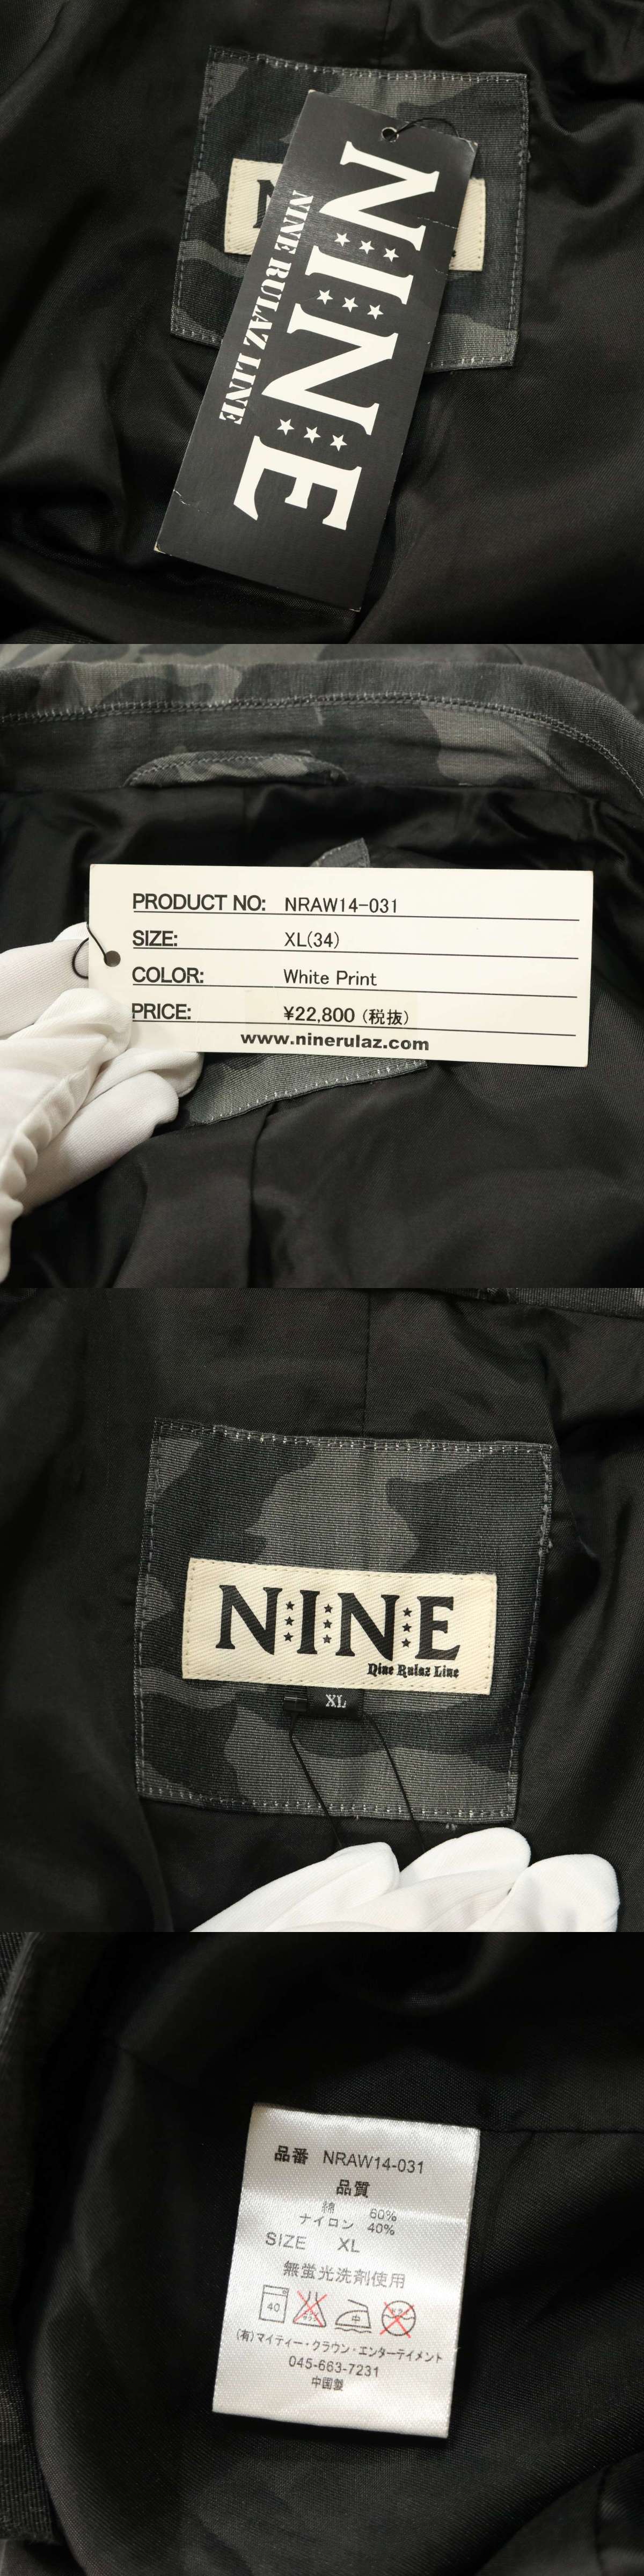 NINE
NINE RULAZ LINE
PRODUCT NO: NRAW14-031
SIZE: XL(34)
COLOR: White Print
PRICE: ¥22,800 (税抜)
www.ninerulaz.com
NINE
Nine Rulaz Line
XL
品番 NRAW14-031
品質
綿 60%
ナイロン 40%
SIZE XL
無蛍光洗剤使用
40
中
(有)マイティー・クラウン・エンターテイメント
045-663-7231
中国製